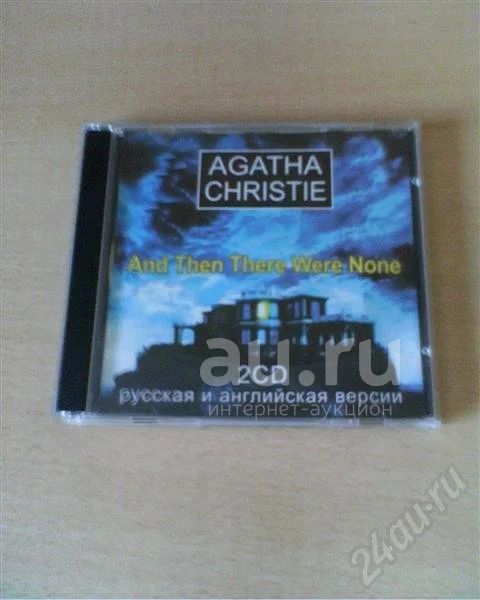 AGATHA
CHRISTIE
And Then There Were None
au.ru
2CD
русская и английская версии
интернет-аукцион
24au.ru